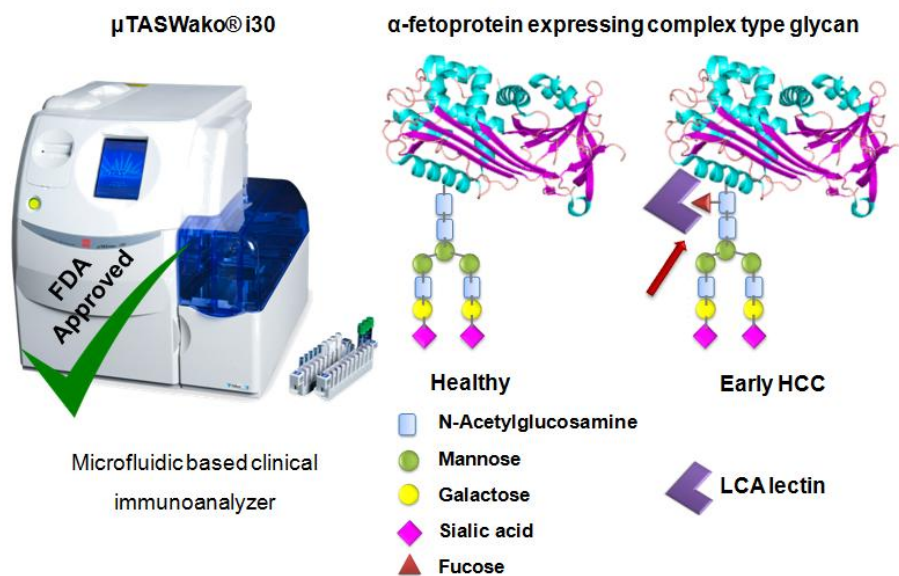 µTASWako® i30
α-fetoprotein expressing complex type glycan
FDA
Approved
Healthy
Early HCC
N-Acetylglucosamine
Mannose
Galactose
Sialic acid
Fucose
LCA lectin
Microfluidic based clinical
immunoanalyzer